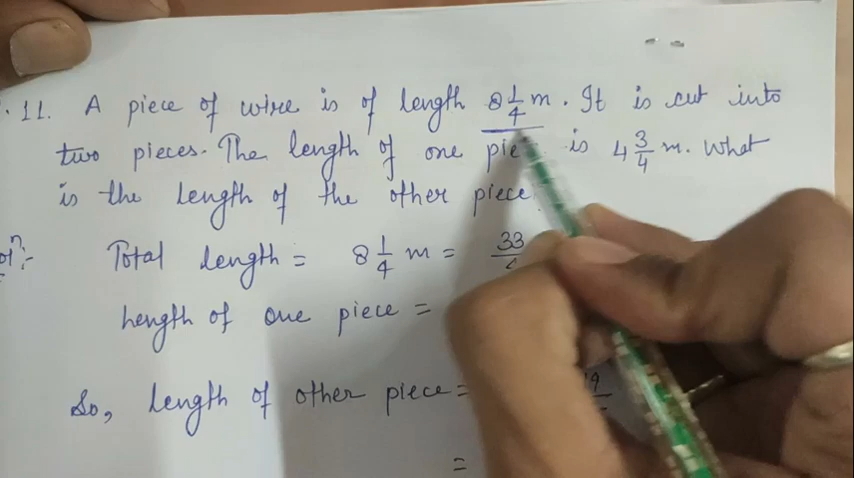 11. A piece of wire is of length 8 1/4 m. It is cut into
two pieces. The length of one is 4 3/4 m. What
is the length of the other piece
Total length = 8 1/4 m = 33
Length of one piece =
So, length of other piece =
=